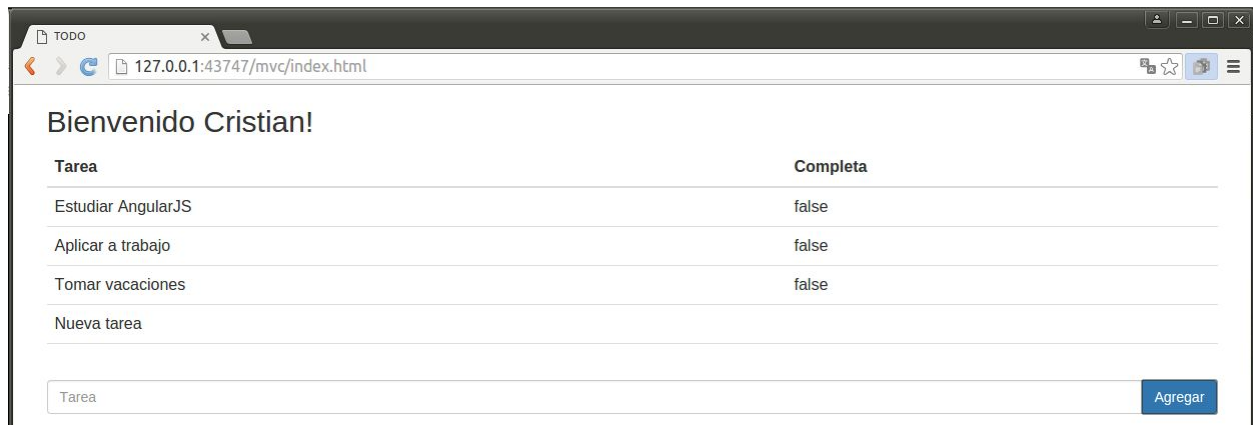 TODO
127.0.0.1:43747/mvc/index.html
Bienvenido Cristian!
Tarea Completa
Estudiar AngularJS false
Aplicar a trabajo false
Tomar vacaciones false
Nueva tarea
Tarea Agregar